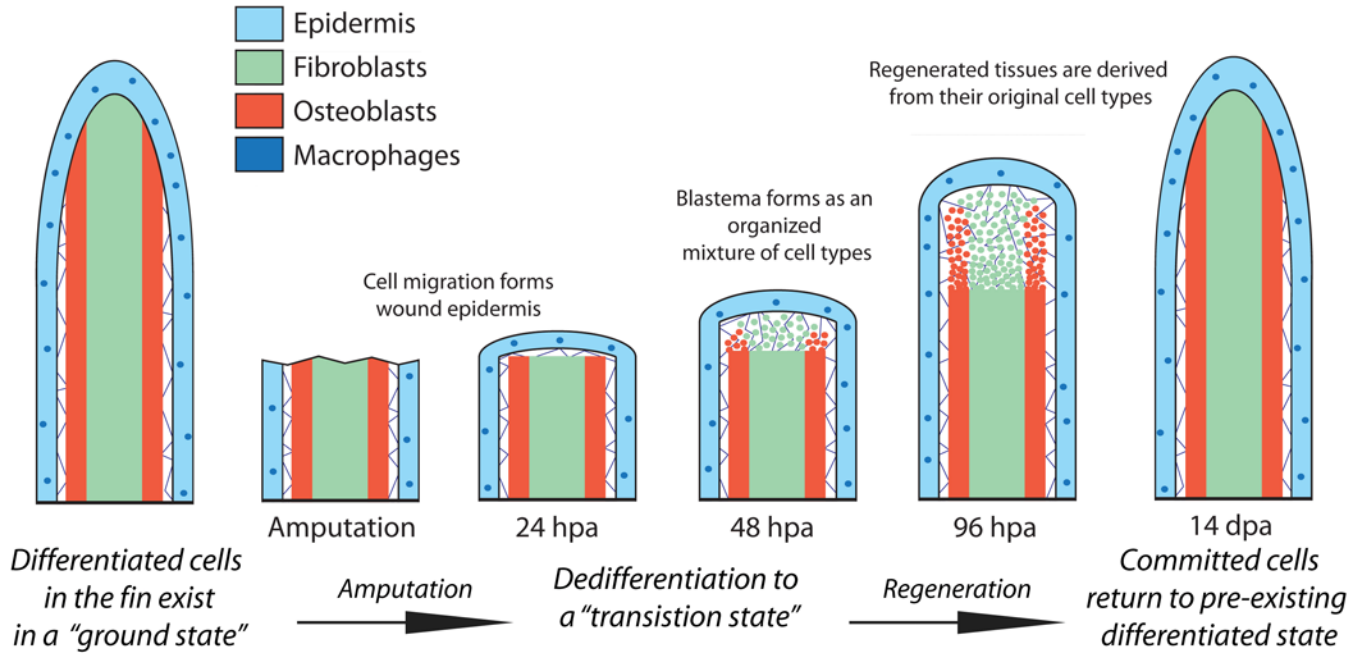 Epidermis
Fibroblasts
Osteoblasts
Macrophages
Cell migration forms
wound epidermis
Blastema forms as an
organized
mixture of cell types
Regenerated tissues are derived
from their original cell types
Amputation
24 hpa
48 hpa
96 hpa
14 dpa
Differentiated cells
in the fin exist
in a "ground state"
Amputation
Dedifferentiation to
a "transistion state"
Regeneration
Committed cells
return to pre-existing
differentiated state